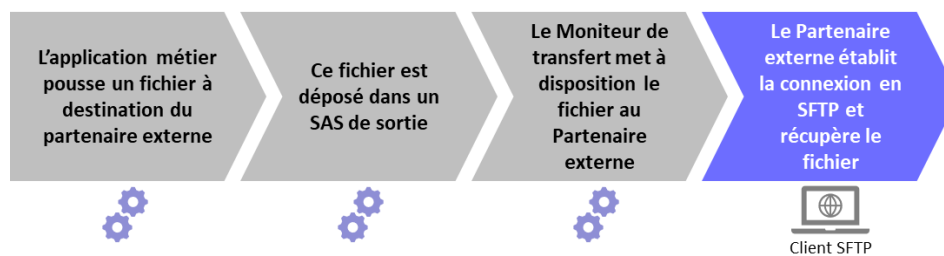 L'application métier
pousse un fichier à
destination du
partenaire externe
Ce fichier est
déposé dans un
SAS de sortie
Le Moniteur de
transfert met à
disposition le
fichier au
Partenaire
externe
Le Partenaire
externe établit
la connexion en
SFTP et
récupère le
fichier
Client SFTP